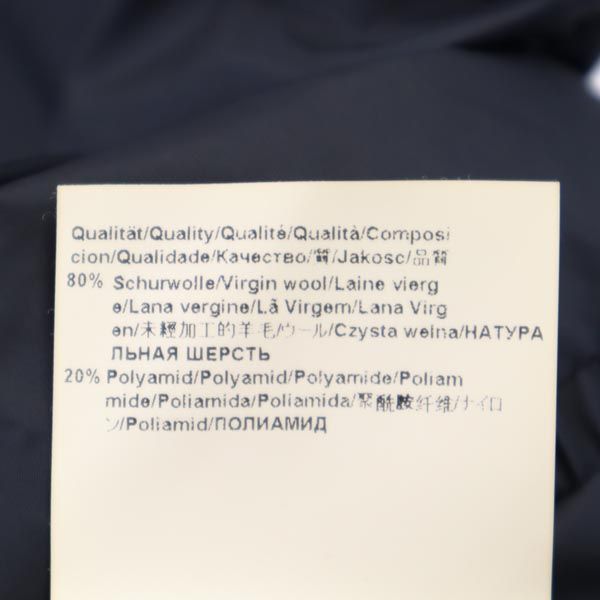 Qualität/Quality/Qualité/Qualità/Composi
cion/Qualidade/Качество/質/Jakosc/品質
80% Schurwolle/Virgin wool/Laine vierg
e/Lana vergine/Lã Virgem/Lana Virg
en/未經加工的羊毛/ウール/Czysta welna/НАТУРА
ЛЬНАЯ ШЕРСТЬ
20% Polyamid/Polyamid/Polyamide/Poliam
mide/Poliamida/Poliamida/聚酰胺纤维/ナイロ
ン/Poliamid/ПОЛИАМИД